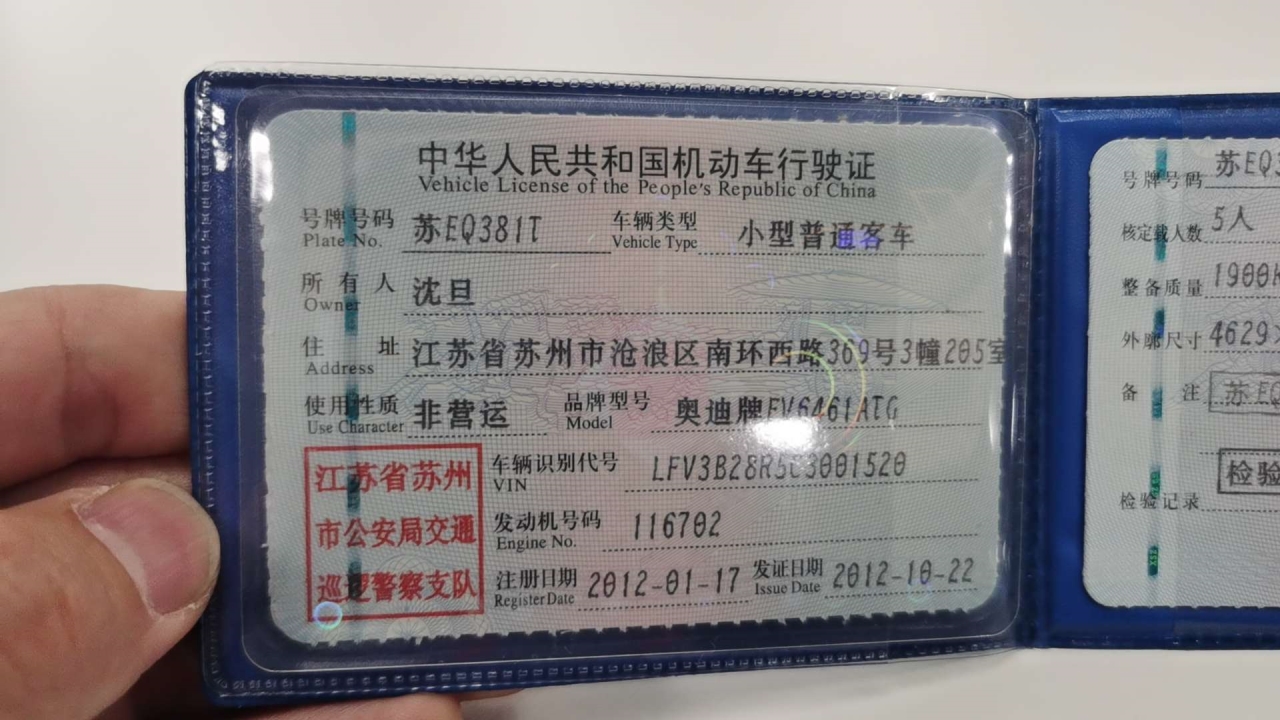 中华人民共和国机动车行驶证
Vehicle License of the People's Republic of China
号牌号码 苏EQ381T 车辆类型 小型普通客车
Plate No. Vehicle Type
所有人 沈旦
Owner
住址 江苏省苏州市沧浪区南环西路369号3幢205室
Address
使用性质 非营运 品牌型号 奥迪牌FV6461ATG
Use Character Model
车辆识别代号 LFV3B28R5C3001520
VIN
发动机号码 116702
Engine No.
注册日期 2012-01-17 发证日期 2012-10-22
Register Date Issue Date
江苏省苏州
市公安局交通
巡逻警察支队
号牌号码 苏EQ3
核定载人数 5人
整备质量 1900k
外廓尺寸 4629×
备注 苏EQ
检验
检验记录